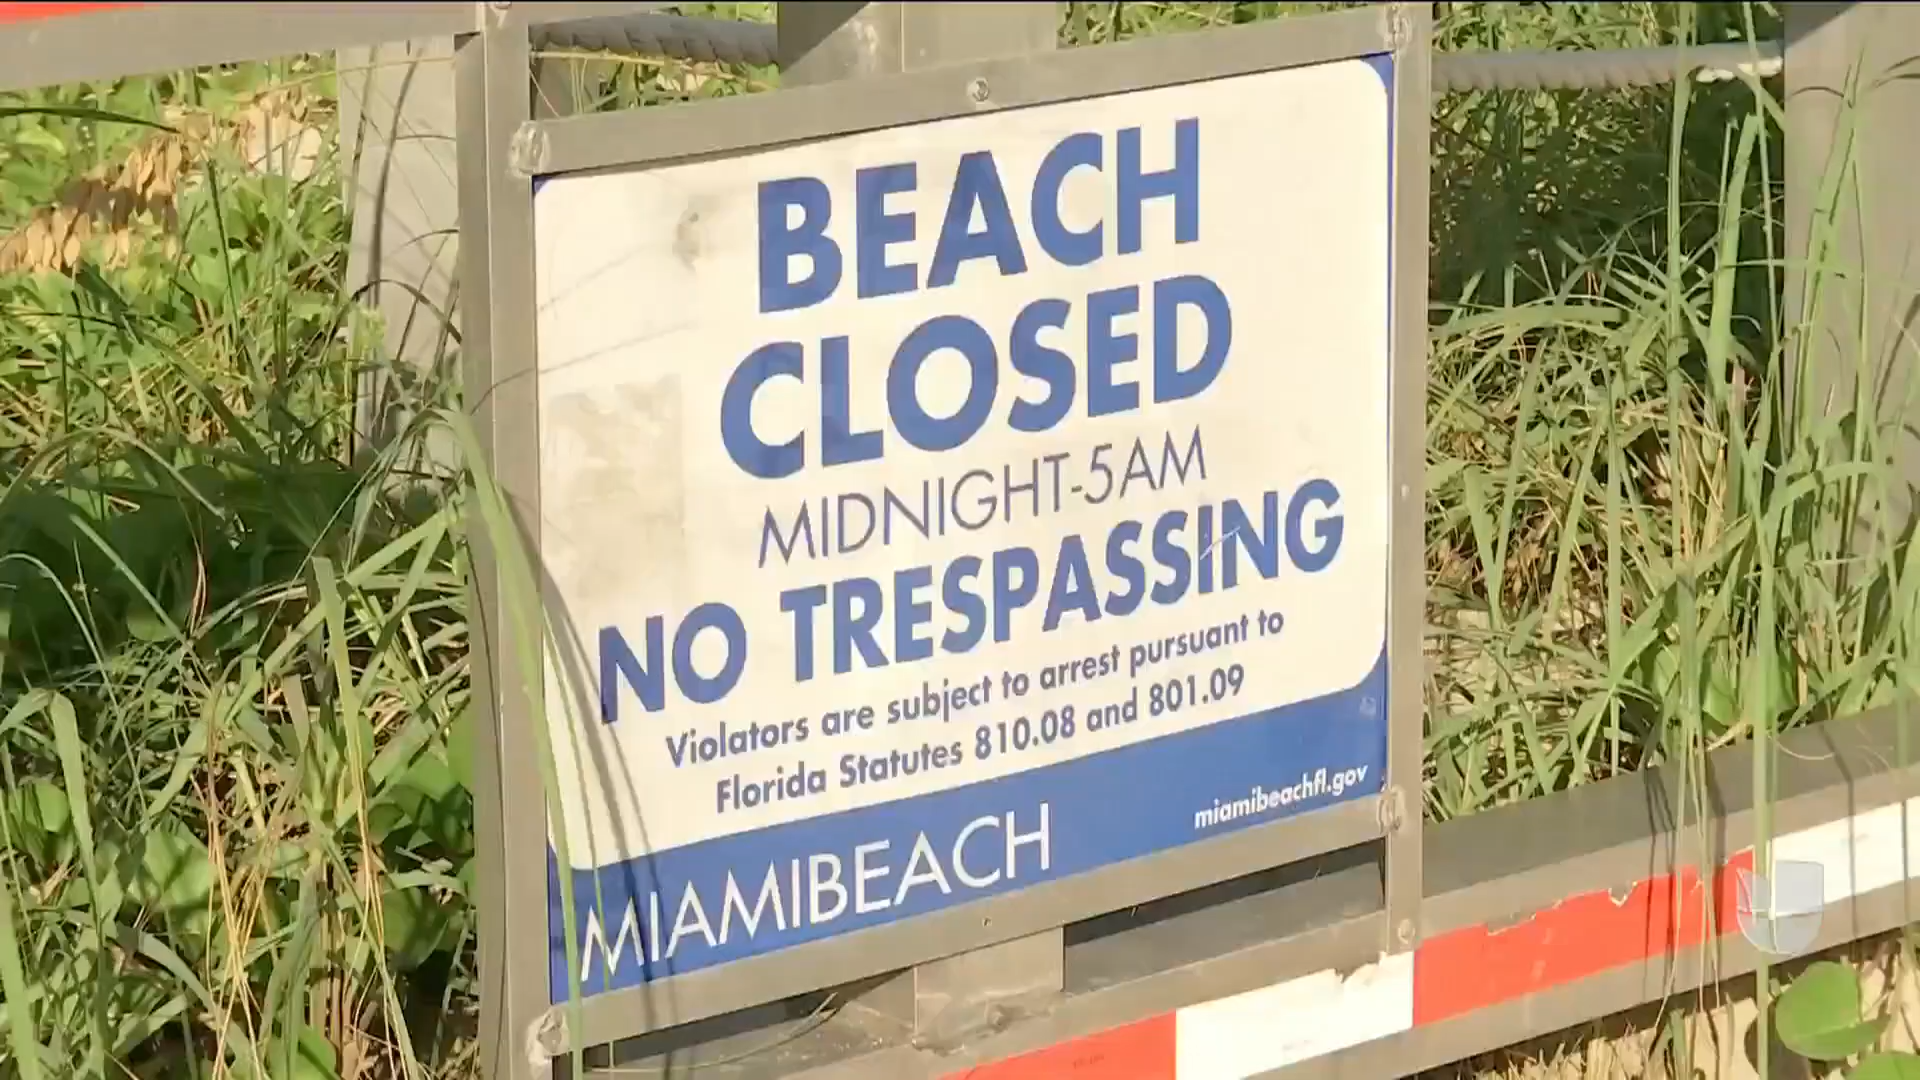 BEACH
CLOSED
MIDNIGHT-5AM
NO TRESPASSING
Violators are subject to arrest pursuant to
Florida Statutes 810.08 and 801.09
miamibeachfl.gov
MIAMIBEACH